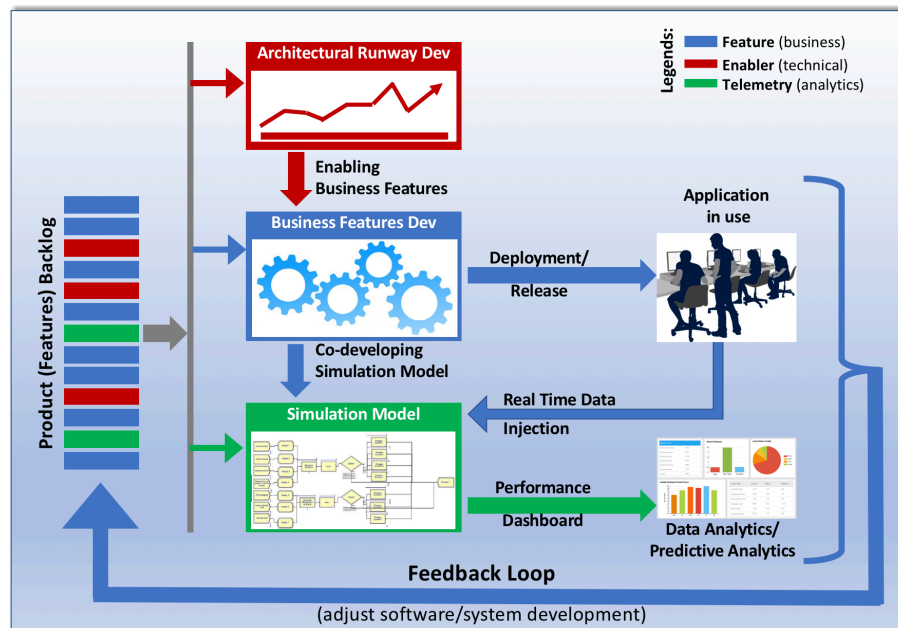 Architectural Runway Dev
Legends:
Feature (business)
Enabler (technical)
Telemetry (analytics)
Enabling
Business Features
Product (Features) Backlog
Business Features Dev
Deployment/
Release
Application
in use
Co-developing
Simulation Model
Simulation Model
Real Time Data
Injection
Performance
Dashboard
Data Analytics/
Predictive Analytics
Feedback Loop
(adjust software/system development)